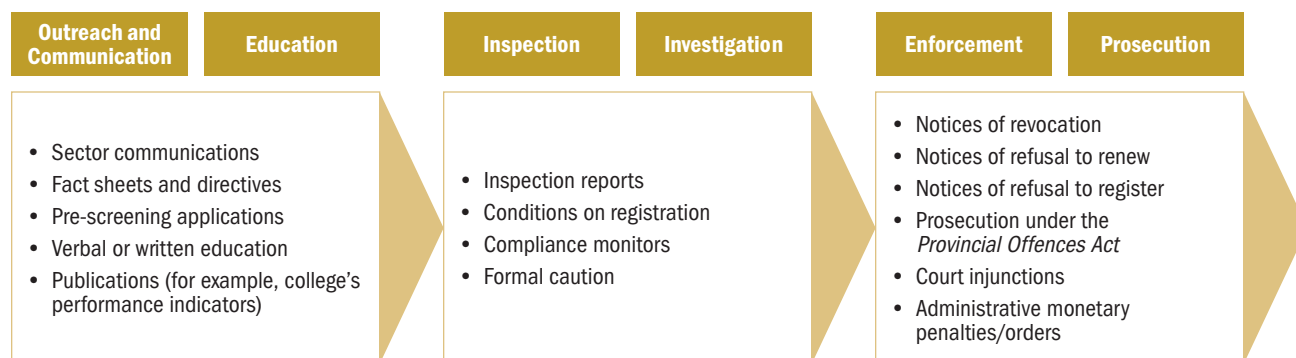 Outreach and
Communication
Education
Inspection
Investigation
Enforcement
Prosecution
• Sector communications
• Fact sheets and directives
• Pre-screening applications
• Verbal or written education
• Publications (for example, college's
performance indicators)
• Inspection reports
• Conditions on registration
• Compliance monitors
• Formal caution
• Notices of revocation
• Notices of refusal to renew
• Notices of refusal to register
• Prosecution under the
Provincial Offences Act
• Court injunctions
• Administrative monetary
penalties/orders